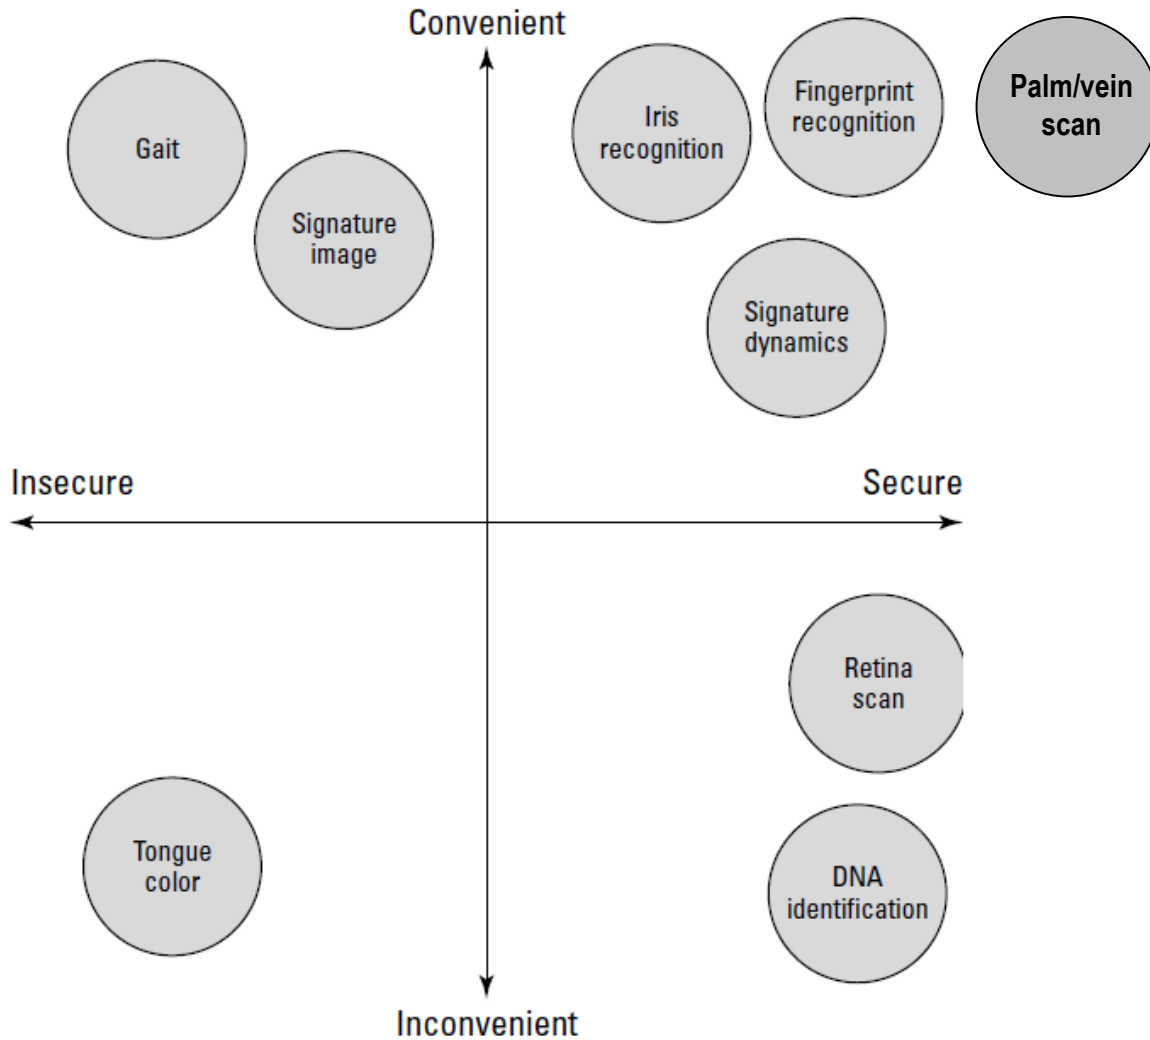 Convenient
Gait
Signature
image
Iris
recognition
Fingerprint
recognition
Palm/vein
scan
Signature
dynamics
Insecure
Secure
Retina
scan
Tongue
color
DNA
identification
Inconvenient